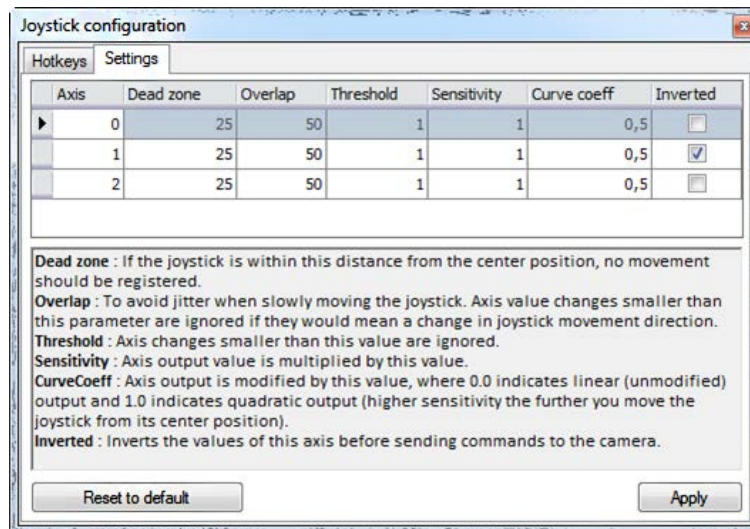 Joystick configuration
Hotkeys Settings
Axis Dead zone Overlap Threshold Sensitivity Curve coeff Inverted
0 25 50 1 1 0,5
1 25 50 1 1 0,5
2 25 50 1 1 0,5
Dead zone : If the joystick is within this distance from the center position, no movement
should be registered.
Overlap : To avoid jitter when slowly moving the joystick. Axis value changes smaller than
this parameter are ignored if they would mean a change in joystick movement direction.
Threshold : Axis changes smaller than this value are ignored.
Sensitivity : Axis output value is multiplied by this value.
CurveCoeff : Axis output is modified by this value, where 0.0 indicates linear (unmodified)
output and 1.0 indicates quadratic output (higher sensitivity the further you move the
joystick from its center position).
Inverted : Inverts the values of this axis before sending commands to the camera.
Reset to default Apply